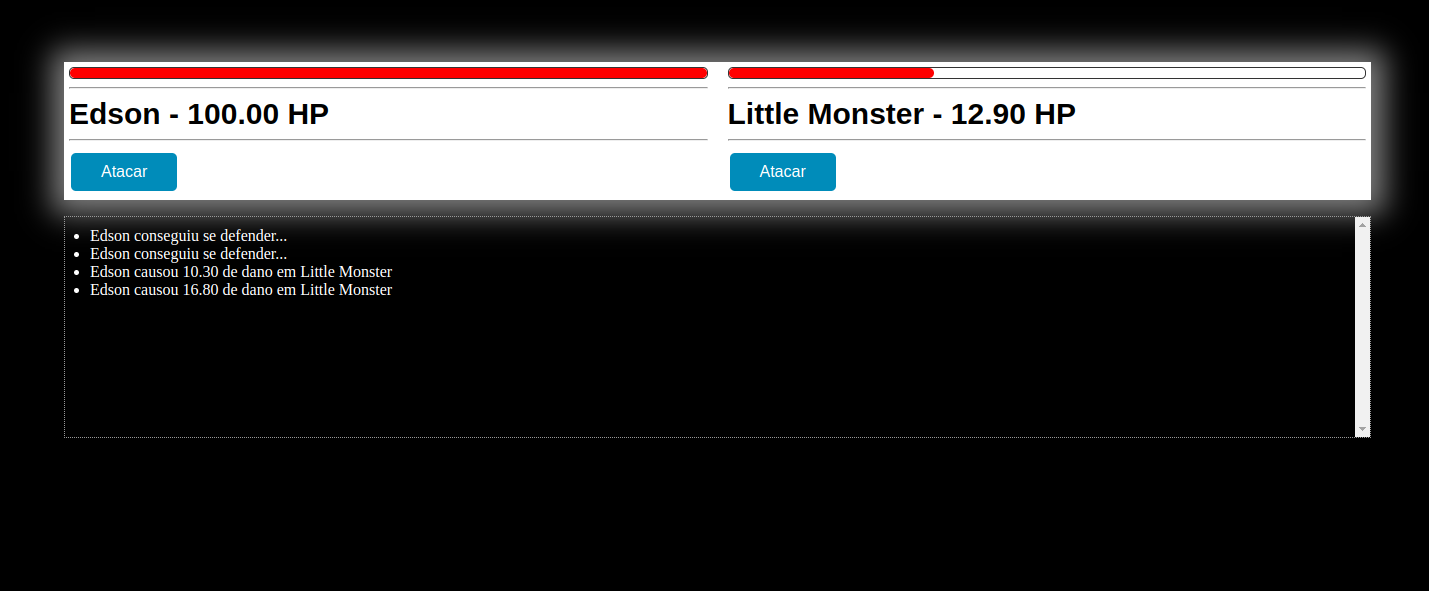 Edson - 100.00 HP
Atacar
Little Monster - 12.90 HP
Atacar
Edson conseguiu se defender...
Edson conseguiu se defender...
Edson causou 10.30 de dano em Little Monster
Edson causou 16.80 de dano em Little Monster